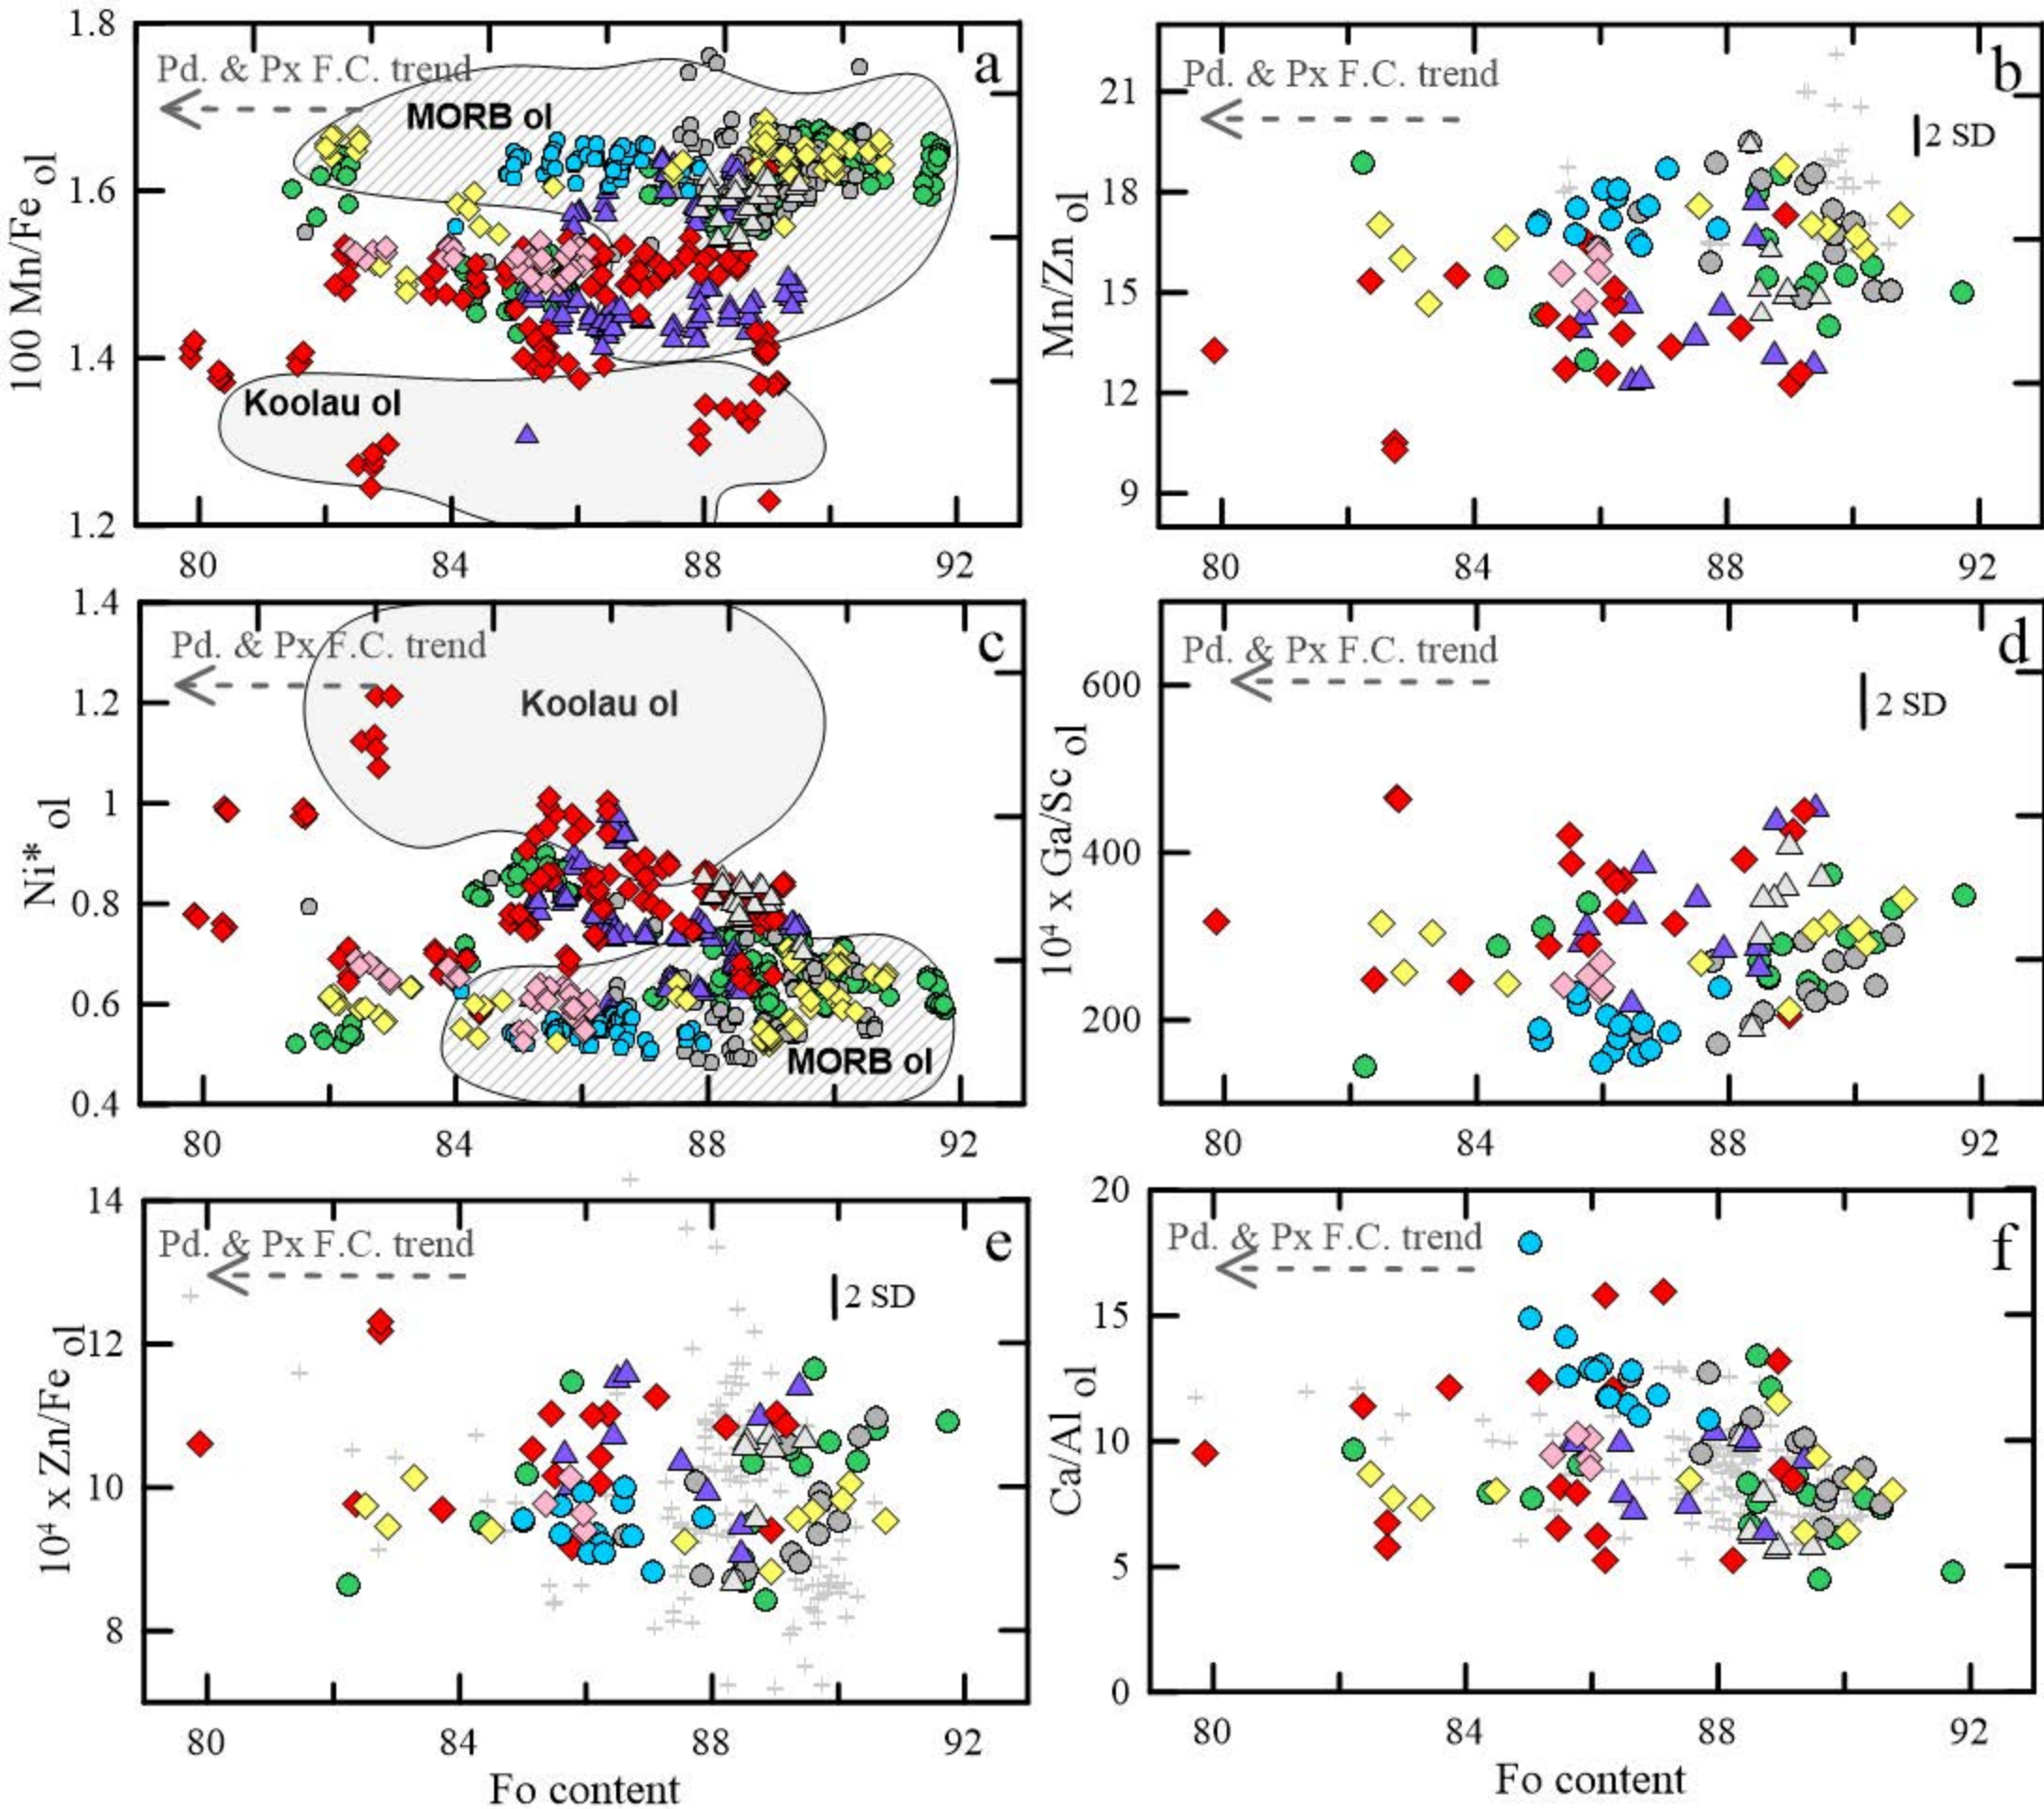 1.8
Pd. & Px F.C. trend
a
MORB ol
1.6
100 Mn/Fe ol
1.4
Koolau ol
1.2
80 84 88 92
Pd. & Px F.C. trend
b
21
2 SD
18
Mn/Zn ol
15
12
9
80 84 88 92
1.4
Pd. & Px F.C. trend
c
Koolau ol
1.2
1
Ni* ol
0.8
0.6
MORB ol
0.4
80 84 88 92
Pd. & Px F.C. trend
d
600
2 SD
10⁴ x Ga/Sc ol
400
200
80 84 88 92
14
Pd. & Px F.C. trend
e
2 SD
12
10⁴ x Zn/Fe ol
10
8
80 84 88 92
Fo content
20
Pd. & Px F.C. trend
f
15
Ca/Al ol
10
5
0
80 84 88 92
Fo content